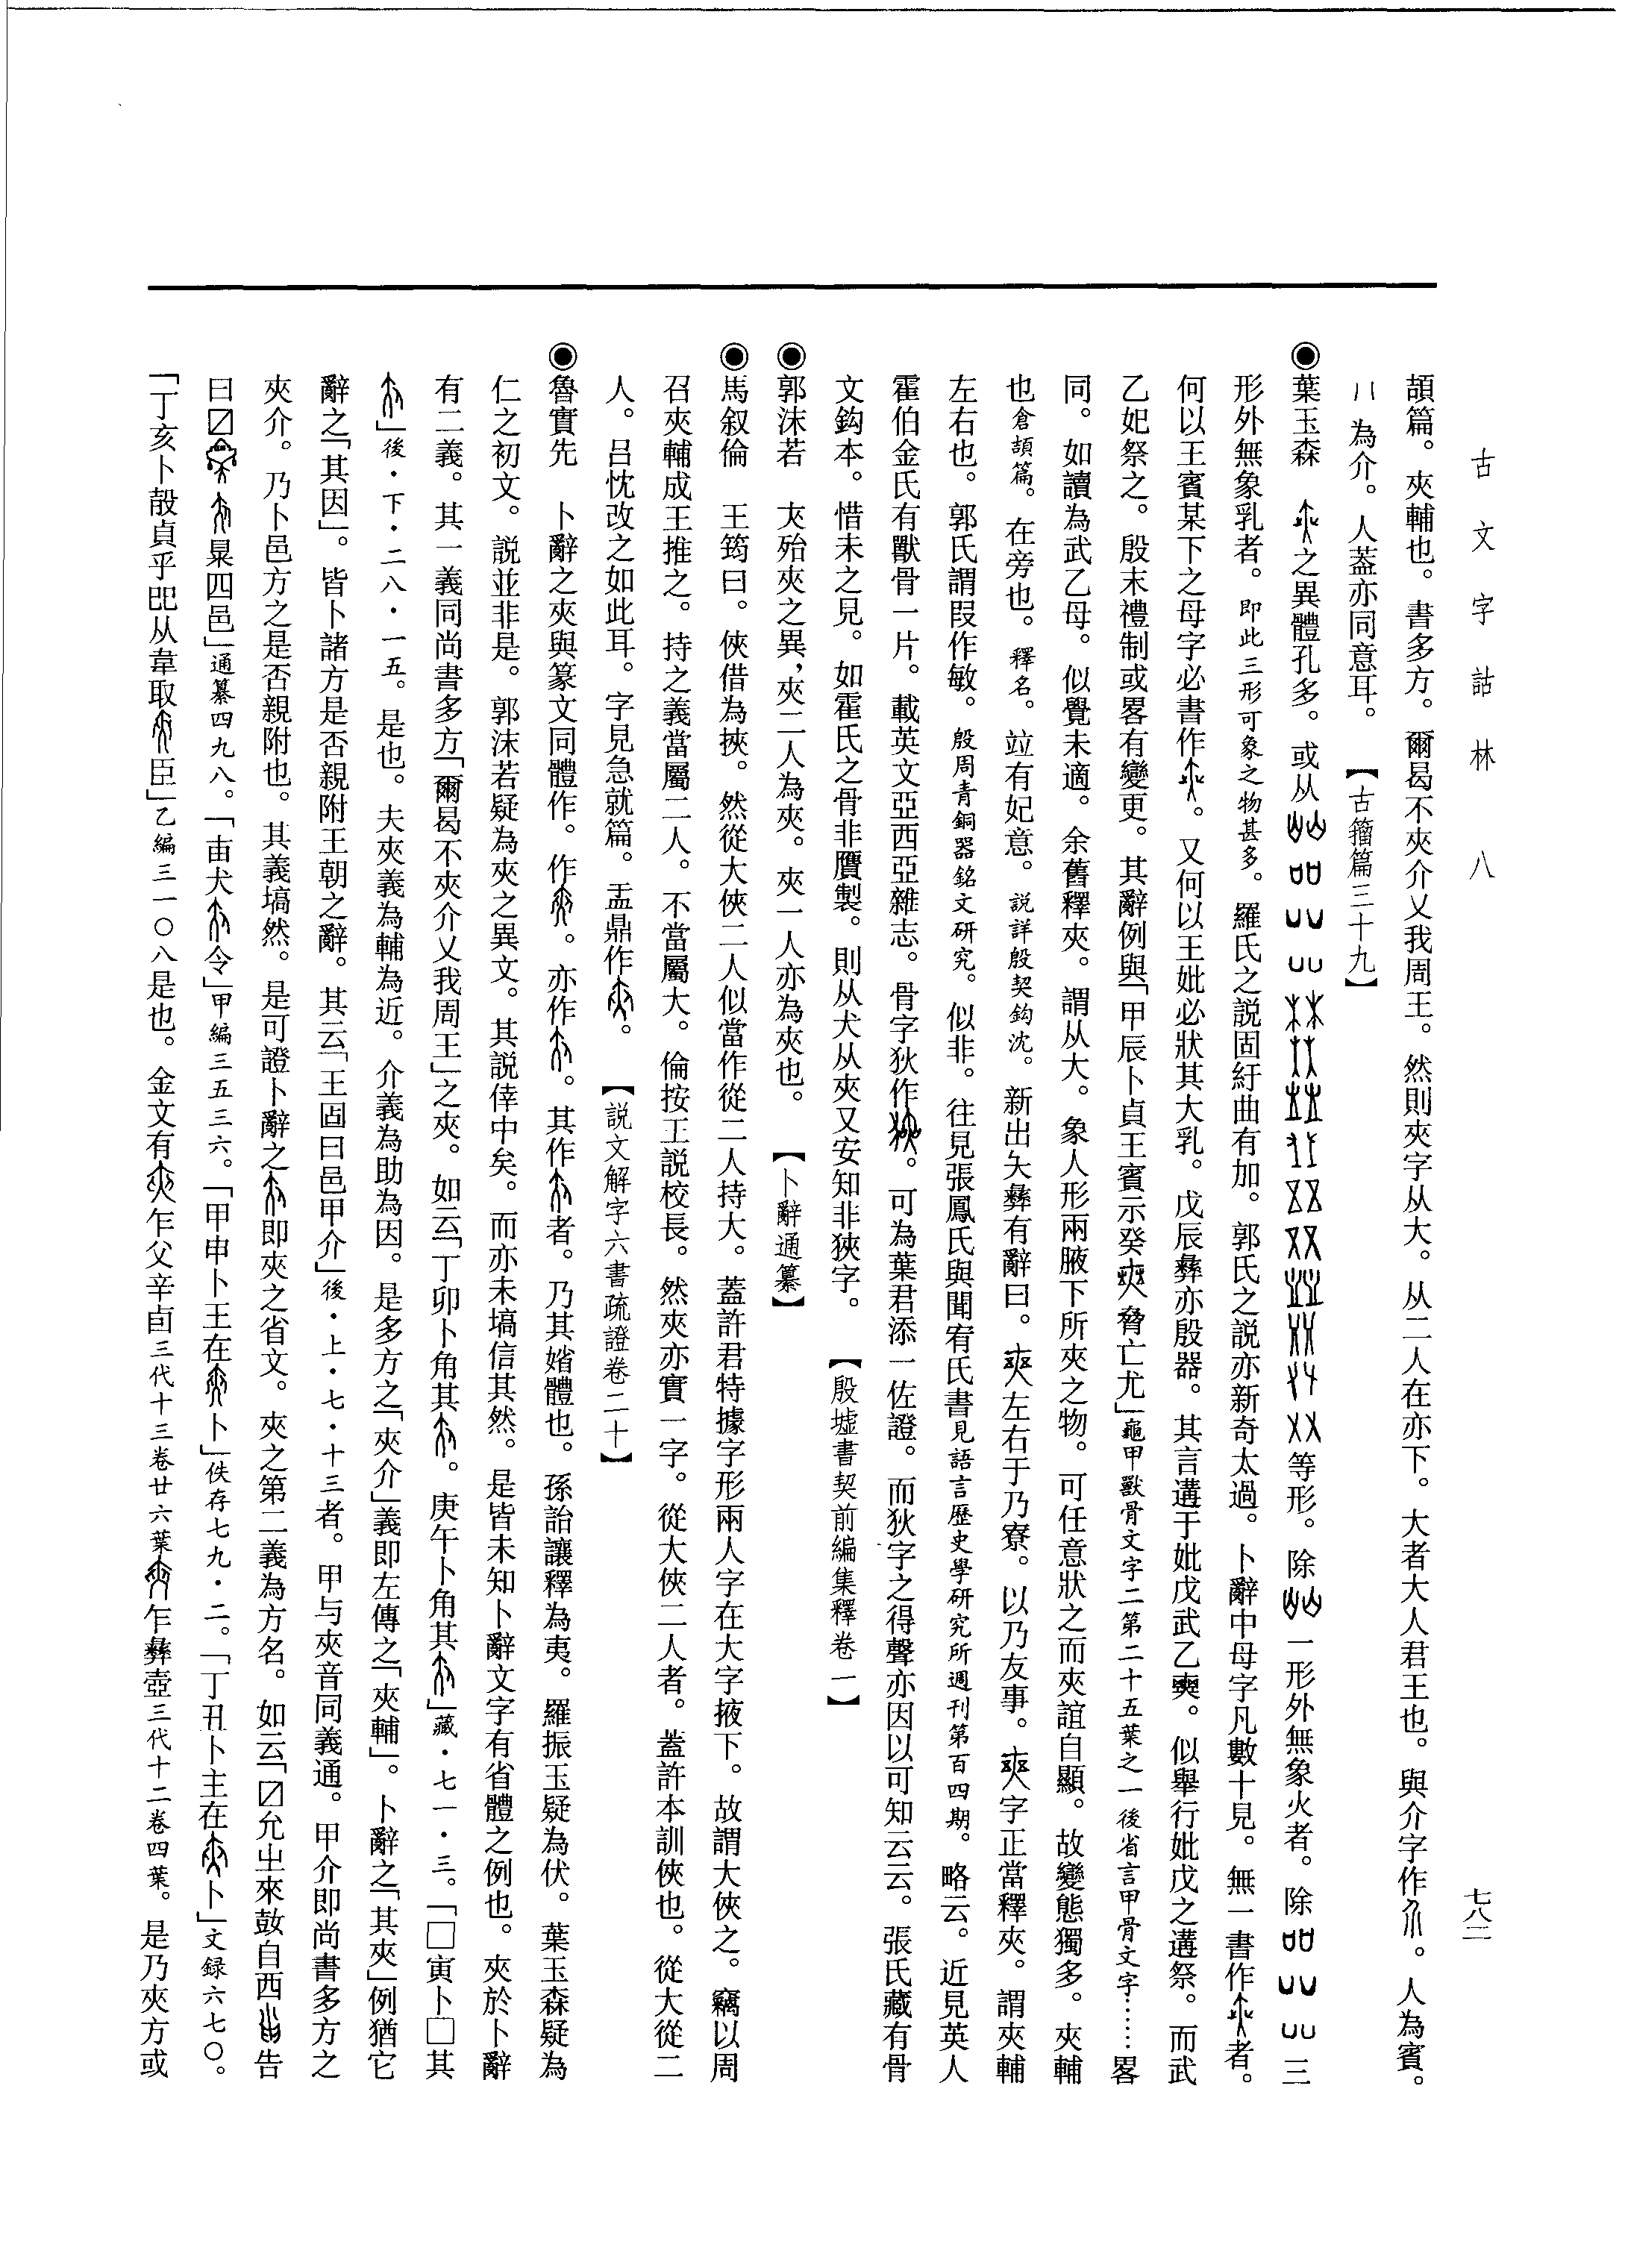 古文字詁林 八
七八二
頡篇。夾輔也。書多方。爾曷不夾介乂我周王。然則夾字从大。从二人在亦下。大者大人君王也。與介字作。人為賓。
八為介。人葢亦同意耳。【古籀篇三十九】
◉葉玉森 之異體孔多。或从等形。除一形外無象火者。除三
形外無象乳者。即此三形可象之物甚多。羅氏之説固紆曲有加。郭氏之説亦新奇太過。卜辭中母字凡數十見。無一書作者。
何以王賓某下之母字必書作。又何以王妣必狀其大乳。戊辰彝亦殷器。其言遘于妣戊武乙奭。似舉行妣戊之遘祭。而武
乙妃祭之。殷末禮制或畧有變更。其辭例與「甲辰卜貞王賓示癸脅亡尤」龜甲獸骨文字二第二十五葉之一後省言甲骨文字……畧
同。如讀為武乙母。似覺未適。余舊釋夾。謂从大。象人形兩腋下所夾之物。可任意狀之而夾誼自顯。故變態獨多。夾輔
也倉頡篇。在旁也。釋名。竝有妃意。説詳殷契鈎沈。新出夨彝有辭曰。左右于乃寮。以乃友事。字正當釋夾。謂夾輔
左右也。郭氏謂叚作敏。殷周青銅器銘文研究。似非。往見張鳳氏與聞宥氏書見語言歷史學研究所週刊第百四期。略云。近見英人
霍伯金氏有獸骨一片。載英文亞西亞雜志。骨字狄作。可為葉君添一佐證。而狄字之得聲亦因以可知云云。張氏藏有骨
文鈎本。惜未之見。如霍氏之骨非贋製。則从犬从夾又安知非狹字。【殷墟書契前編集釋卷一】
◉郭沫若 㚒殆夾之異，夾二人為夾。夾一人亦為夾也。【卜辭通纂】
◉馬叙倫 王筠曰。俠借為挾。然從大俠二人似當作從二人持大。蓋許君特據字形兩人字在大字掖下。故謂大俠之。竊以周
召夾輔成王推之。持之義當屬二人。不當屬大。倫按王説校長。然夾亦實一字。從大俠二人者。蓋許本訓俠也。從大從二
人。呂忱改之如此耳。字見急就篇。盂鼎作。【説文解字六書疏證卷二十】
◉魯實先 卜辭之夾與篆文同體作。作。亦作。其作者。乃其媘體也。孫詒讓釋為夷。羅振玉疑為伏。葉玉森疑為
仁之初文。説並非是。郭沫若疑為夾之異文。其説倖中矣。而亦未塙信其然。是皆未知卜辭文字有省體之例也。夾於卜辭
有二義。其一義同尚書多方「爾曷不夾介乂我周王」之夾。如云「丁卯卜角其。庚午卜角其」藏·七一·三。「□寅卜□其
」後·下·二八·一五。是也。夫夾義為輔為近。介義為助為因。是多方之「夾介」義即左傳之「夾輔」。卜辭之「其夾」例猶它
辭之「其因」。皆卜諸方是否親附王朝之辭。其云「王固曰邑甲介」後·上·七·十三者。甲与夾音同義通。甲介即尚書多方之
夾介。乃卜邑方之是否親附也。其義塙然。是可證卜辭之即夾之省文。夾之第二義為方名。如云「〼允㞢來㪔自西告
曰〼㚔四邑」通纂四九八。「甶犬令」甲編三五三六。「甲申卜王在卜」佚存七九·二。「丁丑卜主在卜」文録六七〇。
「丁亥卜㱿貞乎㔾从韋取臣」乙編三一〇八是也。金文有乍父辛卣三代十三卷廿六葉乍彝壺三代十二卷四葉。是乃夾方或